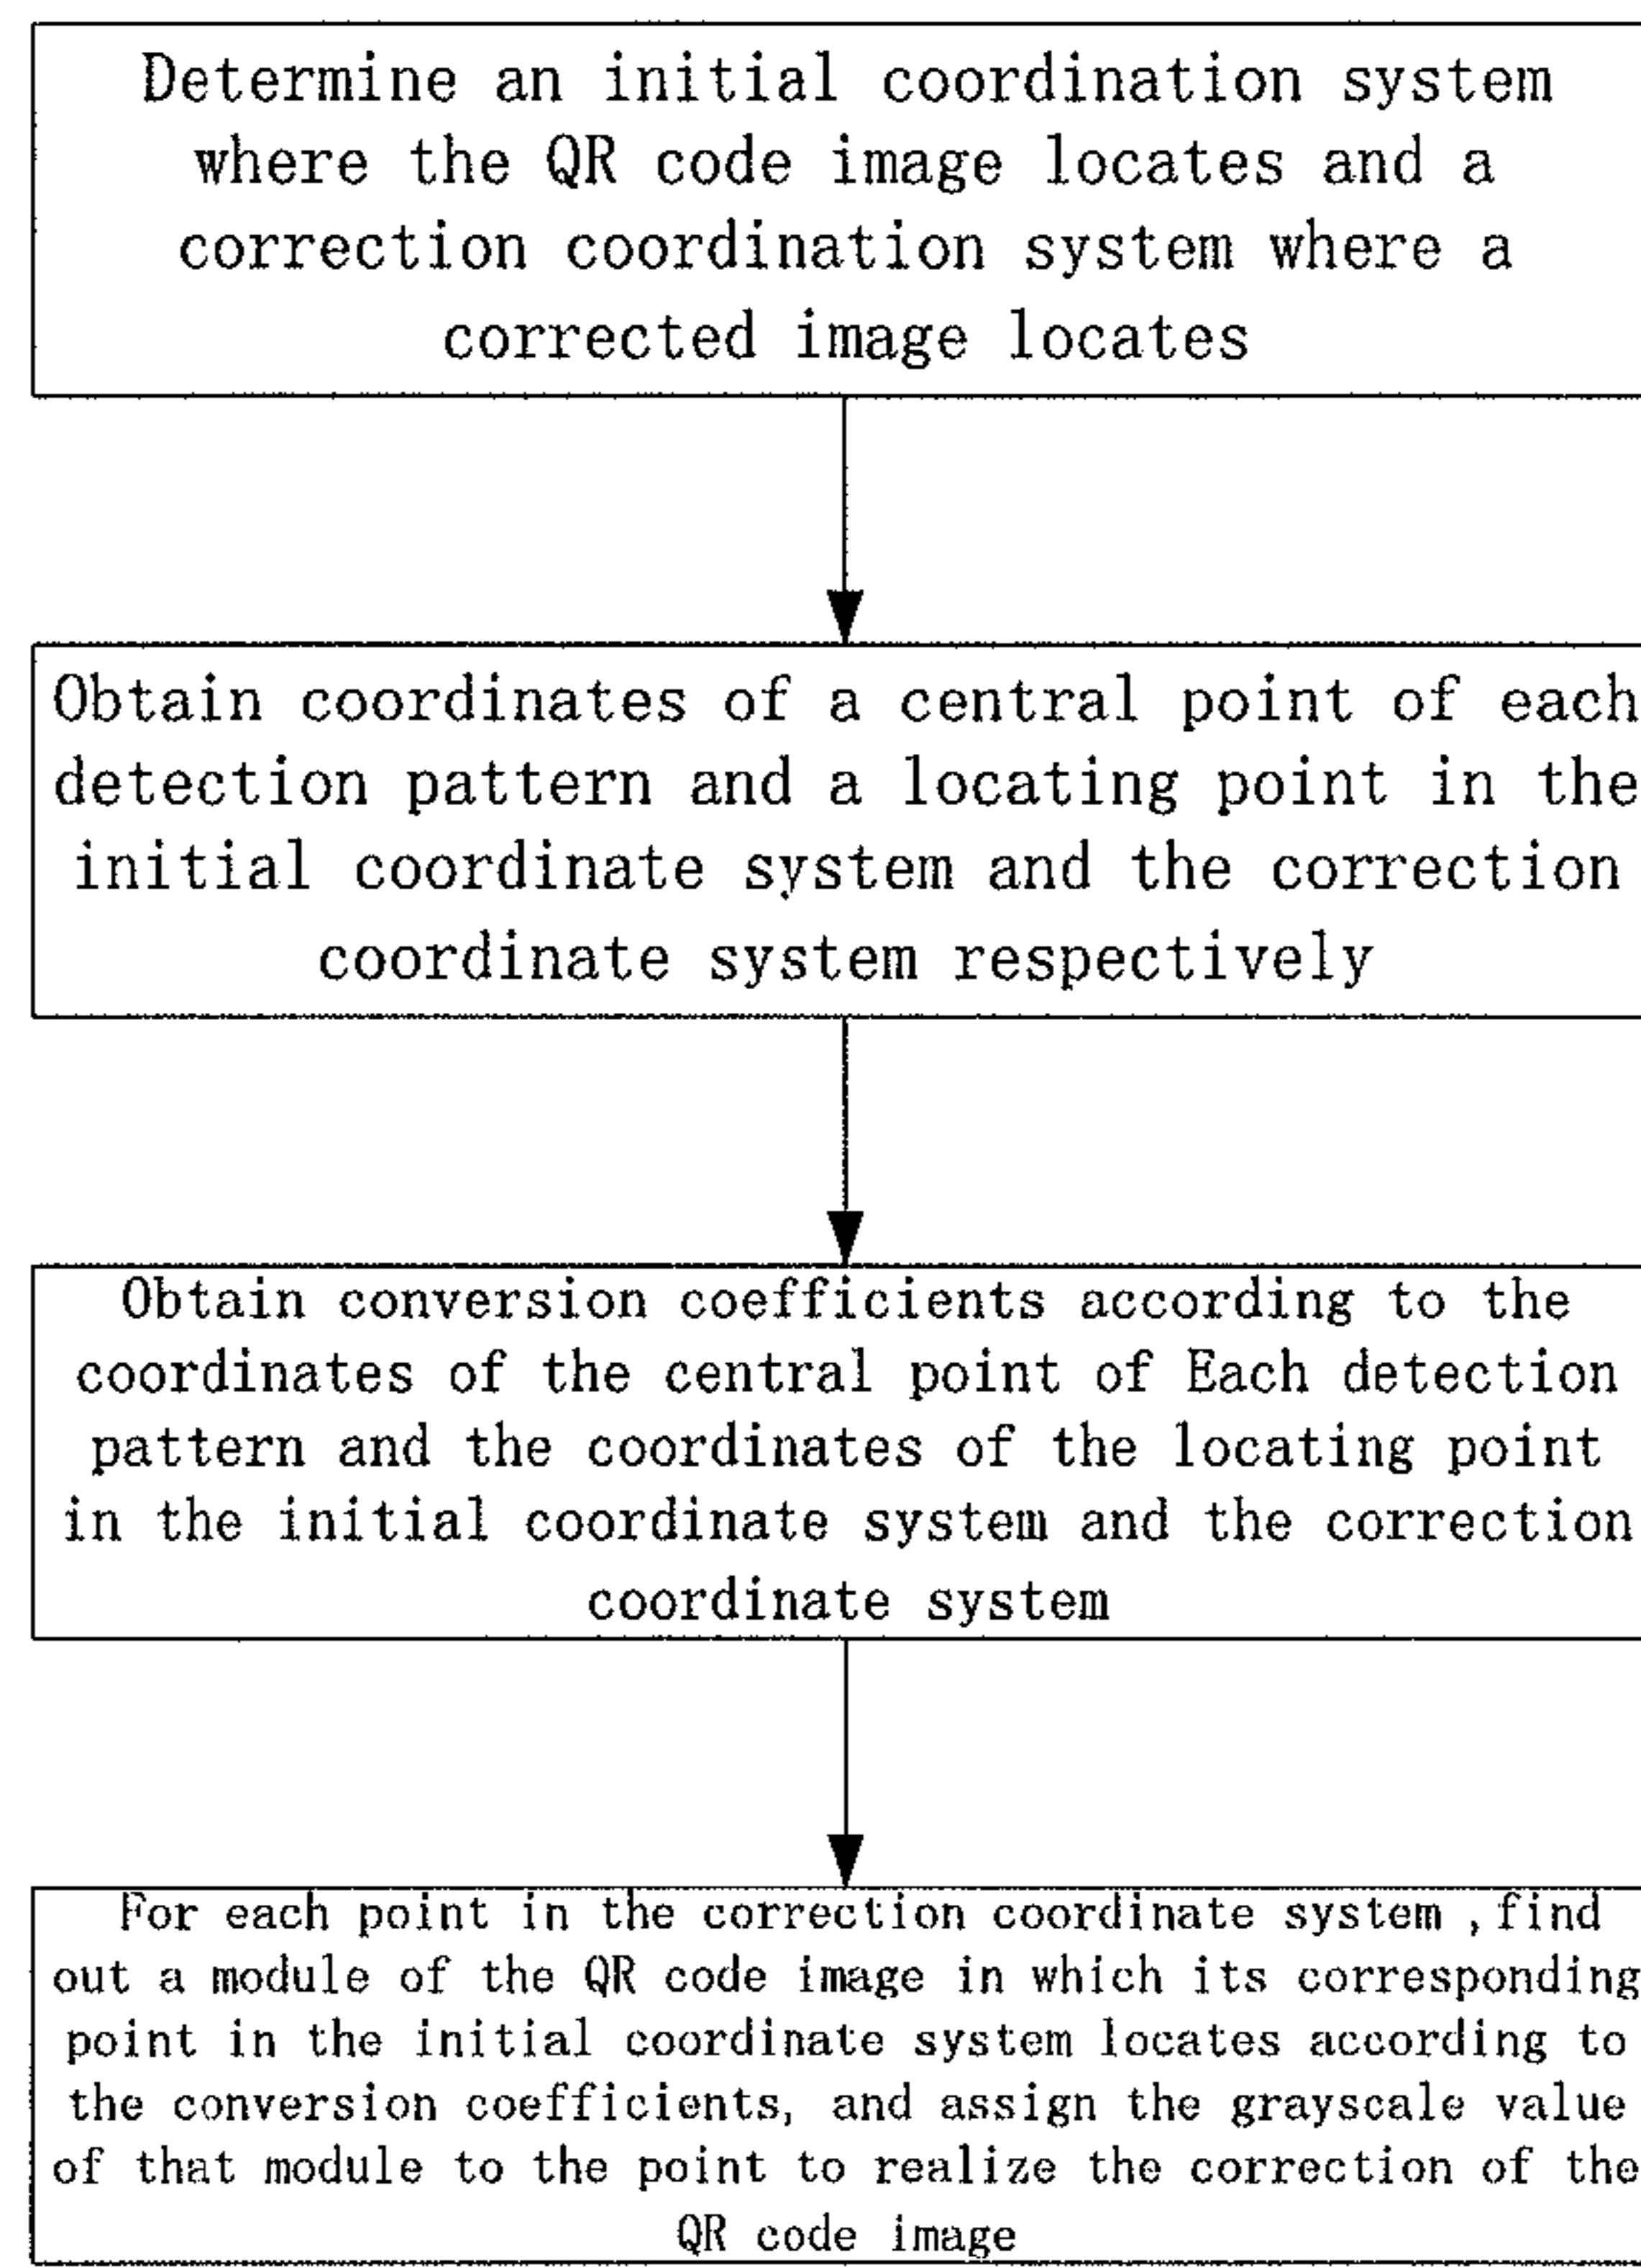 Determine an initial coordination system
where the QR code image locates and a
correction coordination system where a
corrected image locates
Obtain coordinates of a central point of each
detection pattern and a locating point in the
initial coordinate system and the correction
coordinate system respectively
Obtain conversion coefficients according to the
coordinates of the central point of Each detection
pattern and the coordinates of the locating point
in the initial coordinate system and the correction
coordinate system
For each point in the correction coordinate system ,find
out a module of the QR code image in which its corresponding
point in the initial coordinate system locates according to
the conversion coefficients, and assign the grayscale value
of that module to the point to realize the correction of the
QR code image